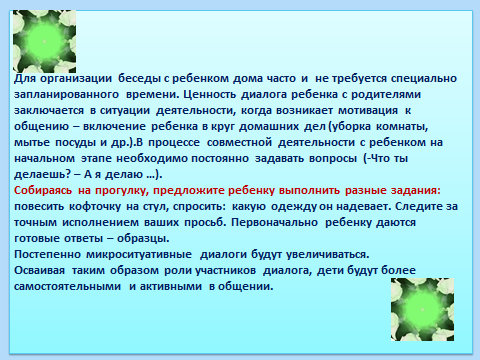 Для организации беседы с ребенком дома часто и не требуется специально
запланированного времени. Ценность диалога ребенка с родителями
заключается в ситуации деятельности, когда возникает мотивация к
общению – включение ребенка в круг домашних дел (уборка комнаты,
мытье посуды и др.).В процессе совместной деятельности с ребенком на
начальном этапе необходимо постоянно задавать вопросы (-Что ты
делаешь? – А я делаю …).
Собираясь на прогулку, предложите ребенку выполнить разные задания:
повесить кофточку на стул, спросить: какую одежду он надевает. Следите за
точным исполнением ваших просьб. Первоначально ребенку даются
готовые ответы – образцы.
Постепенно микроситуативные диалоги будут увеличиваться.
Осваивая таким образом роли участников диалога, дети будут более
самостоятельными и активными в общении.